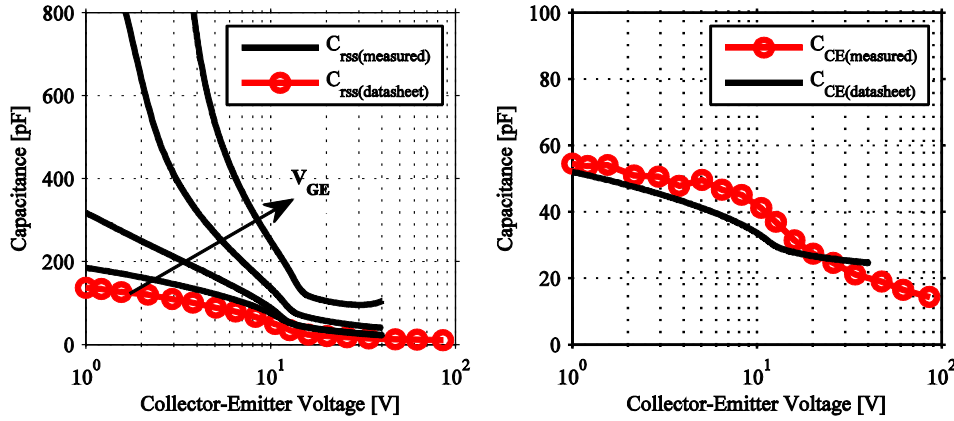 800
600
400
200
0
Capacitance [pF]
C_rss(measured)
C_rss(datasheet)
V_GE
10^0
10^1
10^2
Collector-Emitter Voltage [V]
100
80
60
40
20
0
Capacitance [pF]
C_CE(measured)
C_CE(datasheet)
10^0
10^1
10^2
Collector-Emitter Voltage [V]